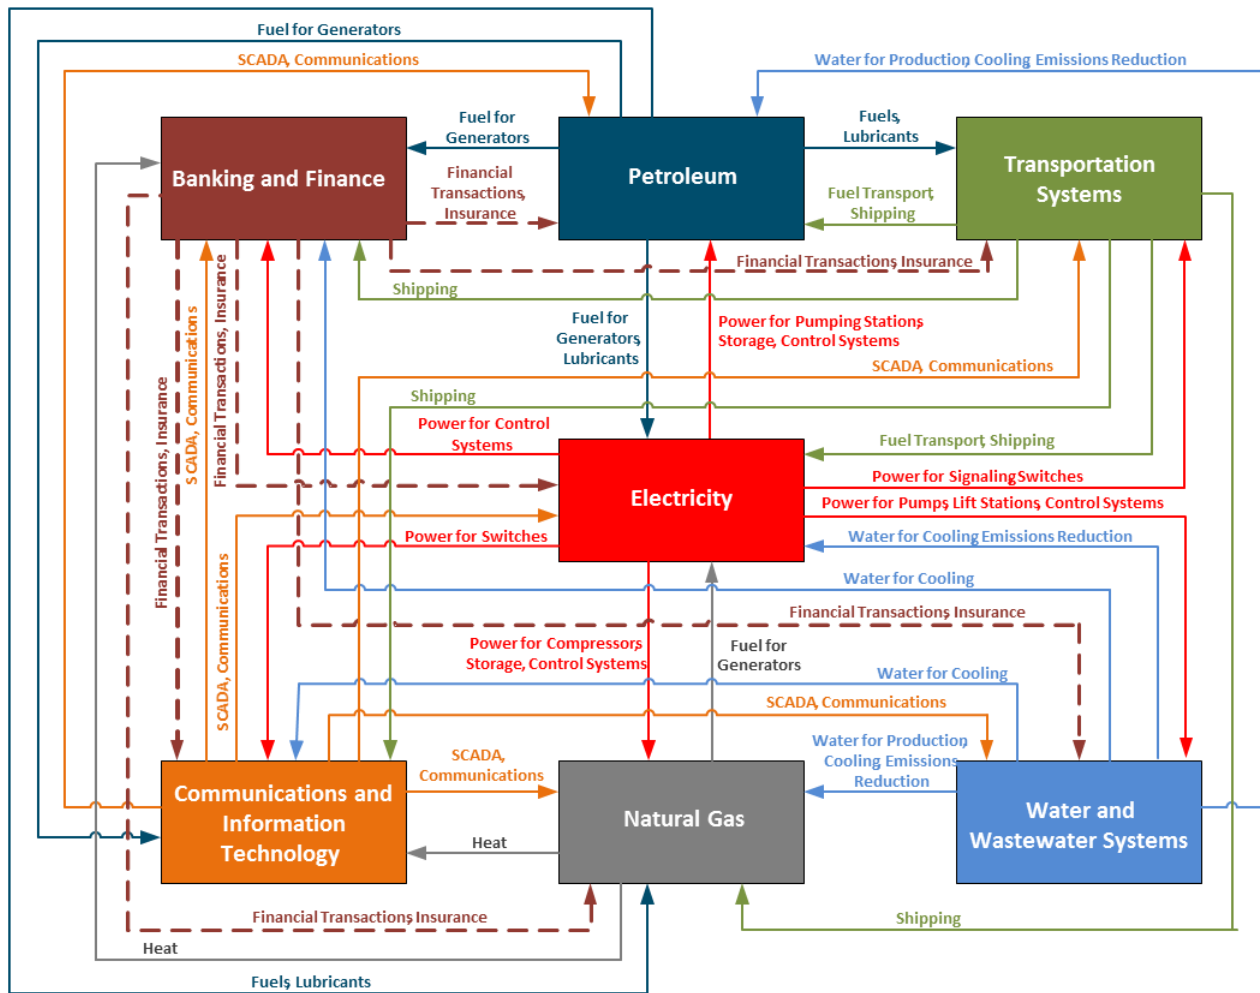 Fuel for Generators
SCADA, Communications
Water for Production, Cooling Emissions Reduction
Fuel for
Generators
Fuels,
Lubricants
Banking and Finance
Financial
Transactions,
Insurance
Petroleum
Transportation
Systems
Fuel Transport,
Shipping
Financial Transactions, Insurance
Shipping
Power for Pumping Stations,
Storage, Control Systems
Fuel for
Generators,
Lubricants
SCADA, Communications
Financial Transactions, Insurance
SCADA, Communications
Financial Transactions, Insurance
Shipping
Power for Control
Systems
Fuel Transport, Shipping
Electricity
Power for Signaling Switches
Power for Pumps, Lift Stations, Control Systems
Power for Switches
Water for Cooling Emissions Reduction
Water for Cooling
SCADA, Communications
Financial Transactions, Insurance
Power for Compressors,
Storage, Control Systems
Fuel for
Generators
Water for Cooling
SCADA, Communications
Water for Production,
Cooling, Emissions
Reduction
SCADA,
Communications
Communications and
Information
Technology
Natural Gas
Water and
Wastewater Systems
Heat
Financial Transactions, Insurance
Shipping
Heat
Fuels, Lubricants